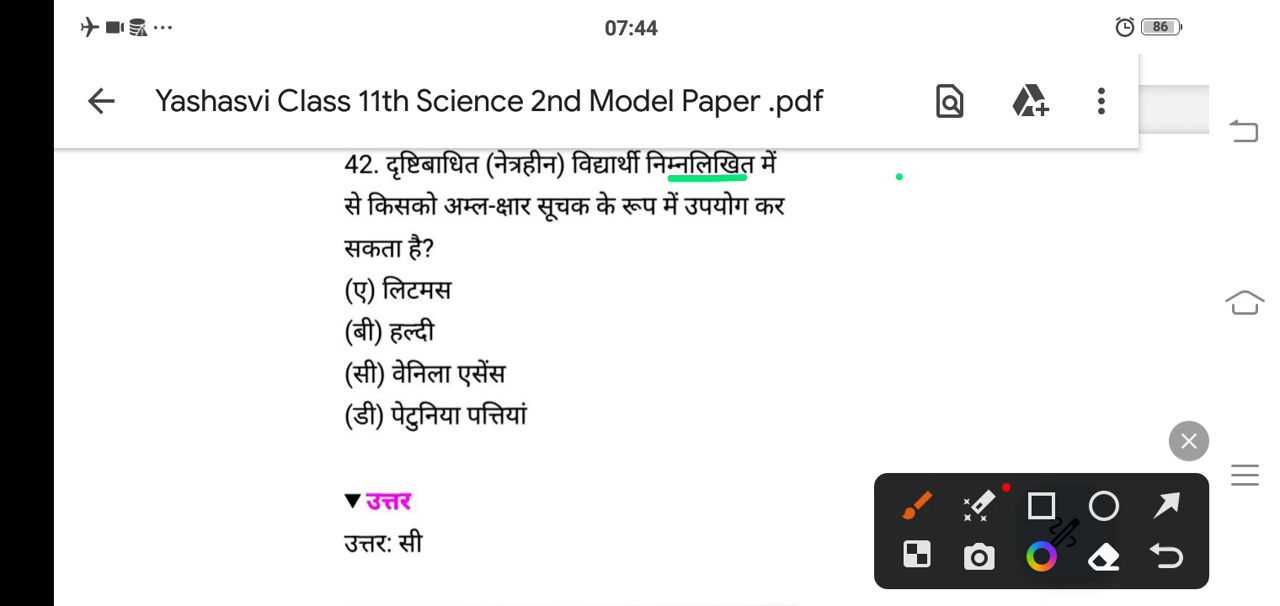 07:44
86
Yashasvi Class 11th Science 2nd Model Paper .pdf
42. दृष्टिबाधित (नेत्रहीन) विद्यार्थी निम्नलिखित में
से किसको अम्ल-क्षार सूचक के रूप में उपयोग कर
सकता है?
(ए) लिटमस
(बी) हल्दी
(सी) वेनिला एसेंस
(डी) पेटुनिया पत्तियां
▼ उत्तर
उत्तर: सी